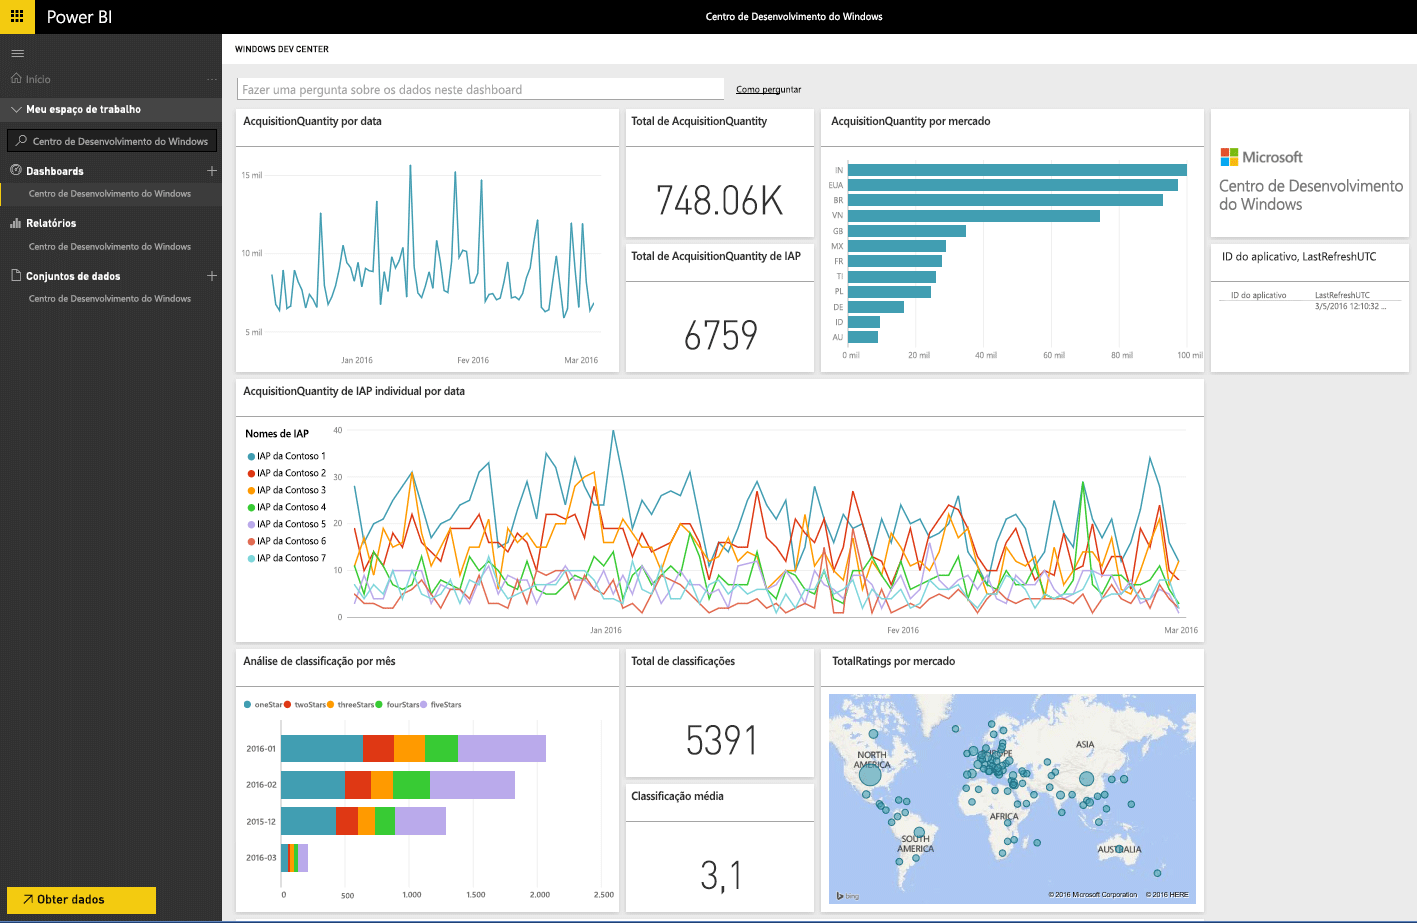 Power BI
Centro de Desenvolvimento do Windows
Início
...
Meu espaço de trabalho
Centro de Desenvolvimento do Windows
Dashboards
Centro de Desenvolvimento do Windows
Relatórios
Centro de Desenvolvimento do Windows
Conjuntos de dados
Centro de Desenvolvimento do Windows
Obter dados
WINDOWS DEV CENTER
Fazer uma pergunta sobre os dados neste dashboard
Como perguntar
AcquisitionQuantity por data
15 mil
10 mil
5 mil
Jan 2016 Fev 2016 Mar 2016
Total de AcquisitionQuantity
748.06K
Total de AcquisitionQuantity de IAP
6759
AcquisitionQuantity por mercado
IN
EUA
BR
VN
GB
MX
FR
TI
PL
DE
ID
AU
0 mil 20 mil 40 mil 60 mil 80 mil 100 mil
Microsoft
Centro de Desenvolvimento
do Windows
ID do aplicativo, LastRefreshUTC
ID do aplicativo LastRefreshUTC
3/5/2016 12:10:32 ...
AcquisitionQuantity de IAP individual por data
Nomes de IAP
IAP da Contoso 1
IAP da Contoso 2
IAP da Contoso 3
IAP da Contoso 4
IAP da Contoso 5
IAP da Contoso 6
IAP da Contoso 7
40
30
20
10
0
Jan 2016 Fev 2016 Mar 2016
Análise de classificação por mês
oneStar twoStars threeStars fourStars fiveStars
2016-01
2016-02
2015-12
2016-03
0 500 1.000 1,500 2,000 2,500
Total de classificações
5391
Classificação média
3,1
TotalRatings por mercado
NORTH
AMERICA
EUROPE
ASIA
AFRICA
SOUTH
AMERICA
AUSTRALIA
bing
© 2016 Microsoft Corporation © 2016 HERE